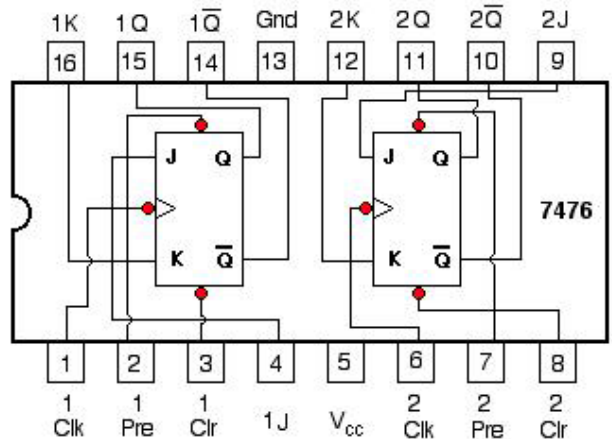 1K 1Q 1Q̅ Gnd 2K 2Q 2Q̅ 2J
16 15 14 13 12 11 10 9
J Q J Q
7476
K Q̅ K Q̅
1 2 3 4 5 6 7 8
1 1 1 1J Vcc 2 2 2
Clk Pre Clr Clk Pre Clr